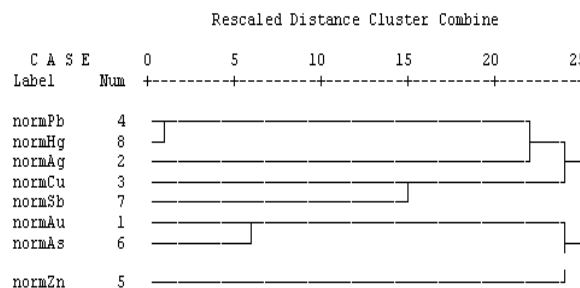 Rescaled Distance Cluster Combine
C A S E 0 5 10 15 20 25
Label Num
normPb 4
normHg 8
normAg 2
normCu 3
normSb 7
normAu 1
normAs 6
normZn 5